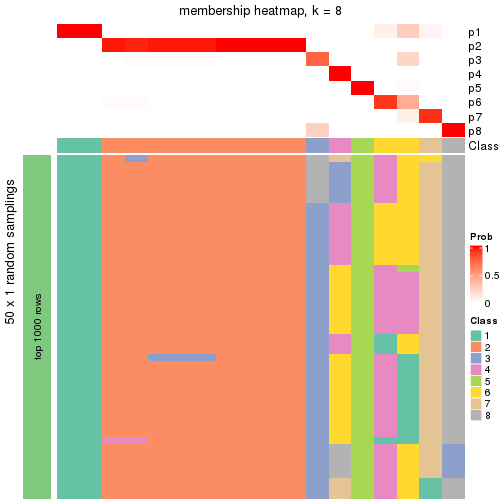 membership heatmap, k = 8
p1
p2
p3
p4
p5
p6
p7
p8
Class
50 x 1 random samplings
top 1000 rows
Prob
1
0.5
0
Class
1
2
3
4
5
6
7
8